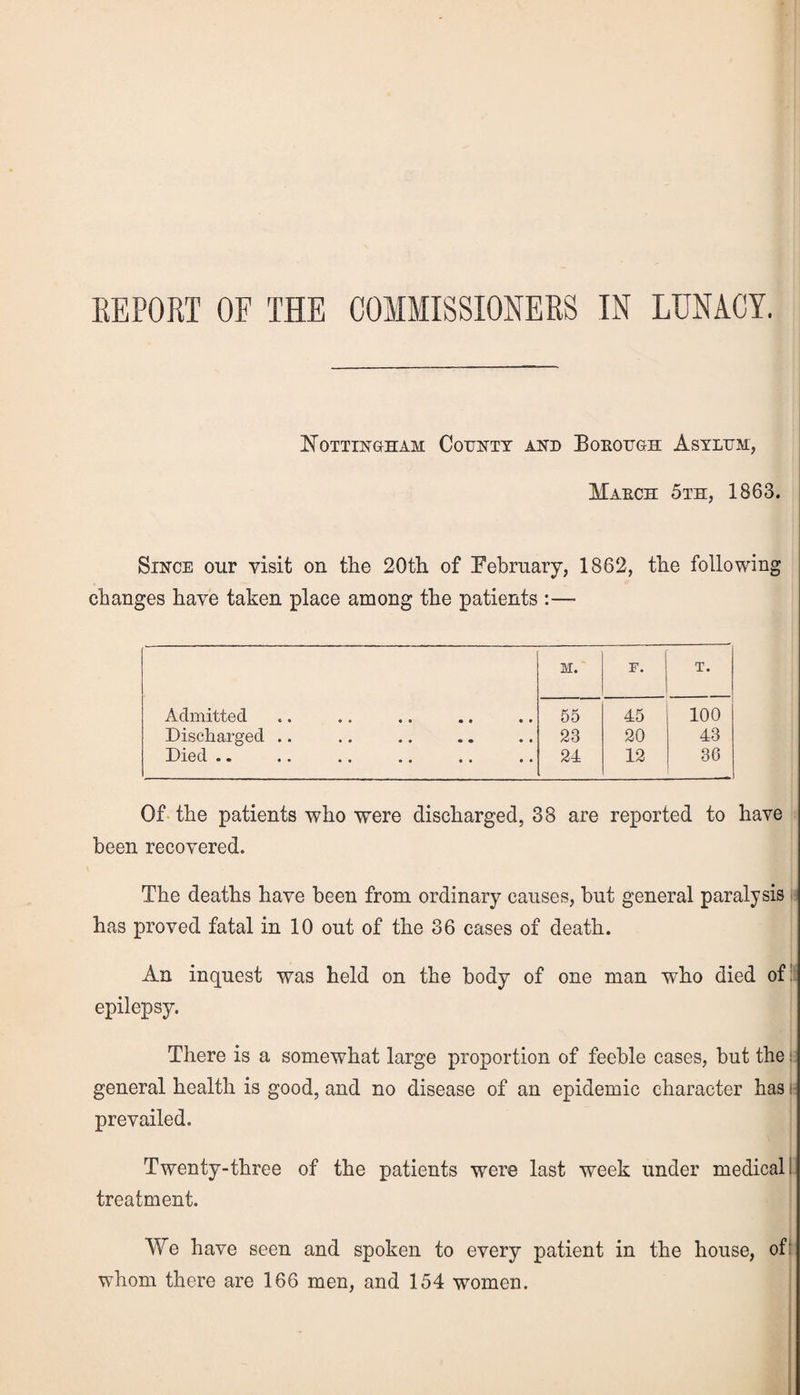 REPORT OF THE COMMISSIONERS IN LUNACY.
Nottingham County and Borough Asylum,
March 5th, 1863.
Since our visit on the 20th of February, 1862, the following
changes have taken place among the patients :—
M. F. T.
Admitted .. .. .. .. .. 55 45 100
Discharged .. .. .. .. .. 23 20 43
Died .. .. .. .. .. .. 24 12 36
Of the patients who were discharged, 38 are reported to have
been recovered.
The deaths have been from ordinary causes, but general paralysis
has proved fatal in 10 out of the 36 cases of death.
An inquest was held on the body of one man who died of
epilepsy.
There is a somewhat large proportion of feeble cases, but the
general health is good, and no disease of an epidemic character has
prevailed.
Twenty-three of the patients were last week under medical
treatment.
We have seen and spoken to every patient in the house, of
whom there are 166 men, and 154 women.